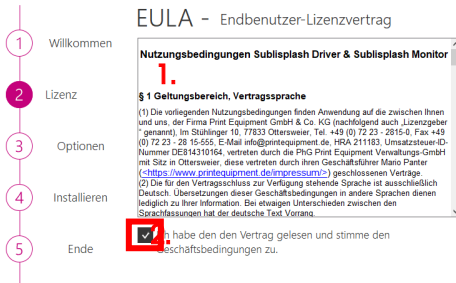 EULA - Endbenutzer-Lizenzvertrag
1 Willkommen
2 Lizenz
3 Optionen
4 Installieren
5 Ende
Nutzungsbedingungen Sublisplash Driver & Sublisplash Monitor
1.
§ 1 Geltungsbereich, Vertragssprache
(1) Die vorliegenden Nutzungsbedingungen finden Anwendung auf die zwischen Ihnen
und uns, der Firma Print Equipment GmbH & Co. KG (nachfolgend auch „Lizenzgeber
“ genannt), Im Stühlinger 10, 77833 Ottersweier, Tel. +49 (0) 72 23 - 2815-0, Fax +49
(0) 72 23 - 28 15-555, E-Mail info@printequipment.de, HRA 211183, Umsatzsteuer-ID-
Nummer DE814310164, vertreten durch die PhG Print Equipment Verwaltungs-GmbH
mit Sitz in Ottersweier, diese vertreten durch ihren Geschäftsführer Mario Panter
(<https://www.printequipment.de/impressum/>) geschlossenen Verträge.
(2) Die für den Vertragsschluss zur Verfügung stehende Sprache ist ausschließlich
Deutsch. Übersetzungen dieser Geschäftsbedingungen in andere Sprachen dienen
lediglich zu Ihrer Information. Bei etwaigen Unterschieden zwischen den
Sprachfassungen hat der deutsche Text Vorrang.
2.
Ich habe den den Vertrag gelesen und stimme den
Geschäftsbedingungen zu.